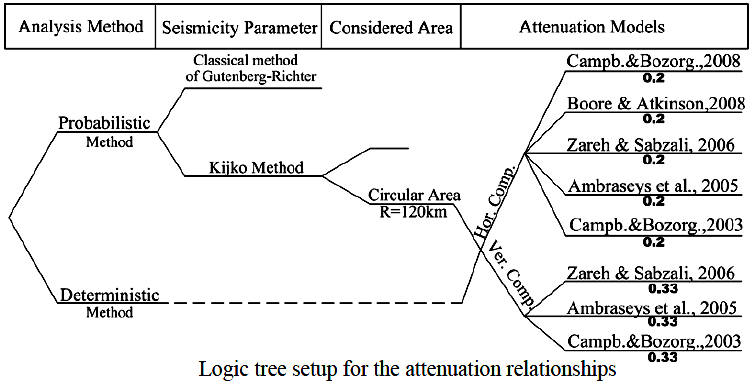 Analysis Method Seismicity Parameter Considered Area Attenuation Models
Classical method
of Gutenberg-Richter
Probabilistic
Method
Kijko Method
Circular Area
R=120km
Deterministic
Method
Hor. Comp.
Ver. Comp.
Campb.&Bozorg.,2008
0.2
Boore & Atkinson,2008
0.2
Zareh & Sabzali, 2006
0.2
Ambraseys et al., 2005
0.2
Campb.&Bozorg.,2003
0.2
Zareh & Sabzali, 2006
0.33
Ambraseys et al., 2005
0.33
Campb.&Bozorg.,2003
0.33
Logic tree setup for the attenuation relationships